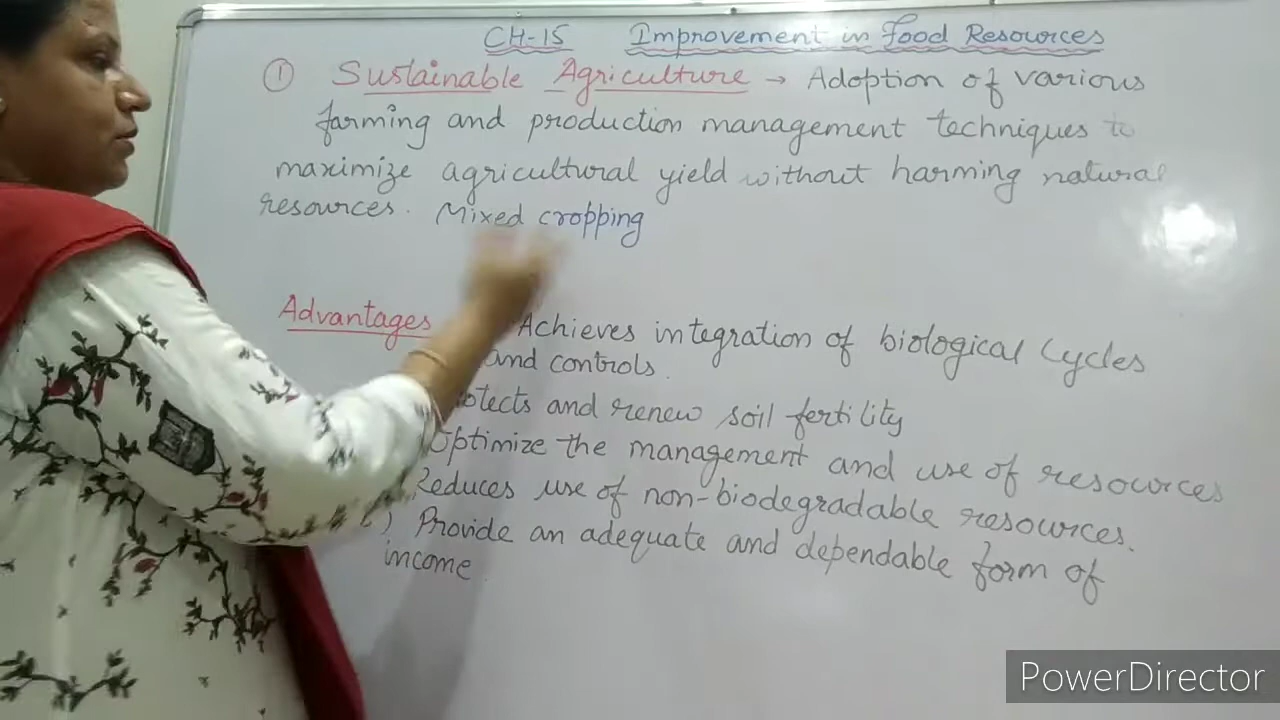 CH-15 Improvement in Food Resources
① Sustainable Agriculture → Adoption of various
farming and production management techniques to
maximize agricultural yield without harming natural
resources. Mixed cropping
Advantages Achieves integration of biological Cycles
and controls.
and renew soil fertility
Optimize the management and use of resources
Reduces use of non-biodegradable resources.
) Provide an adequate and dependable form of
income
PowerDirector